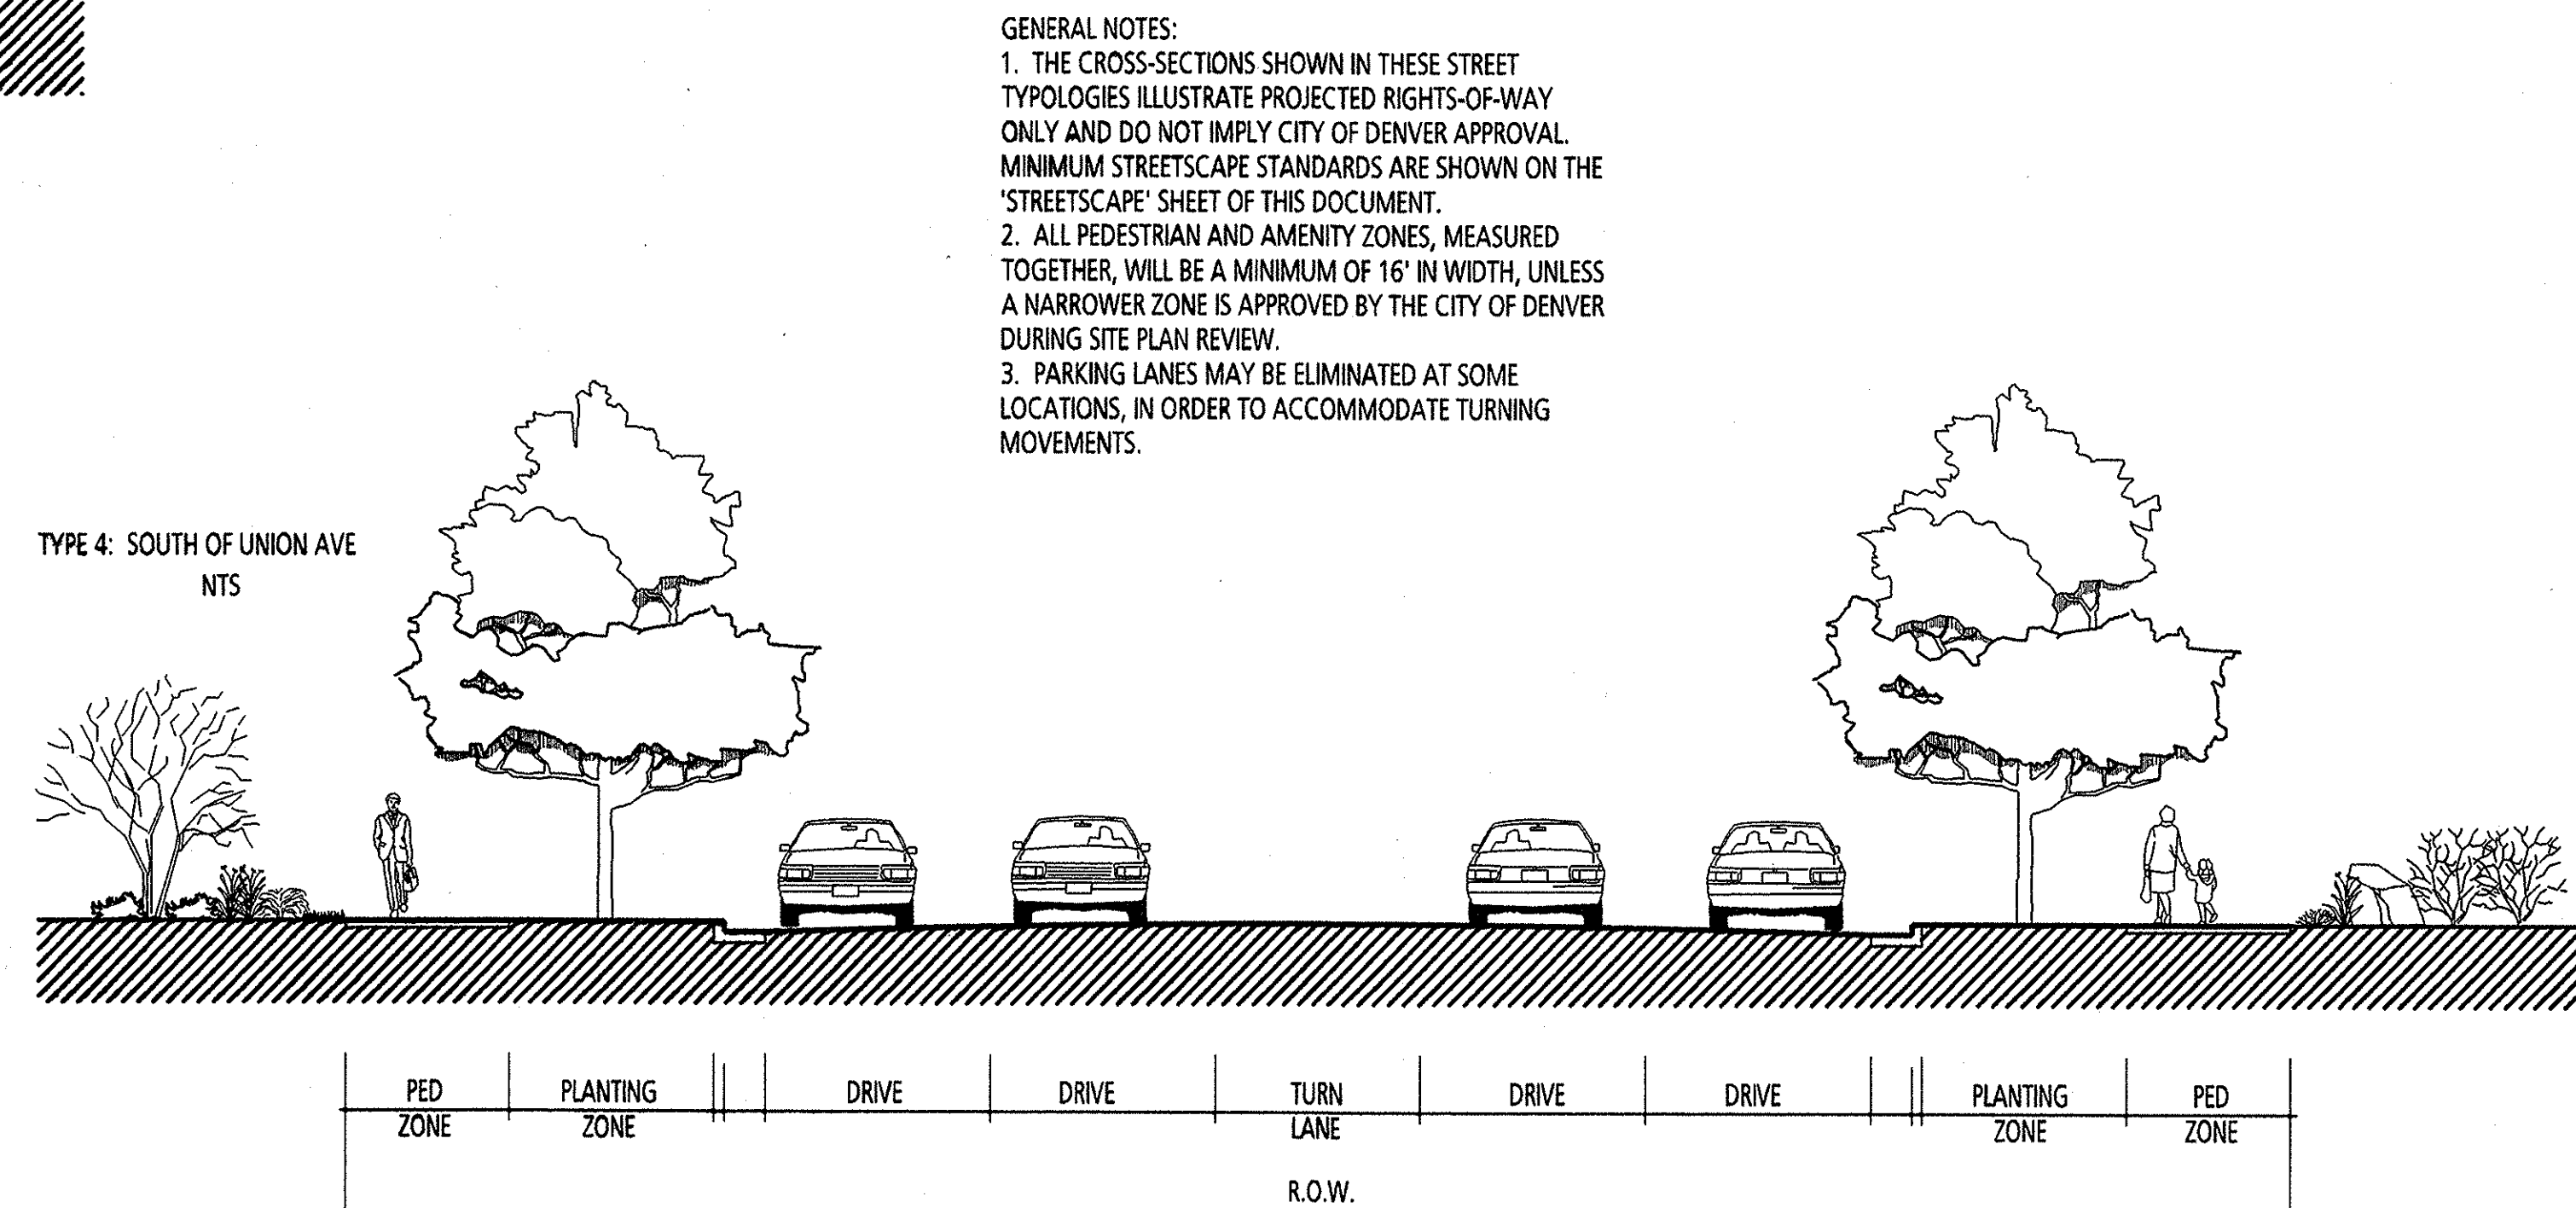 GENERAL NOTES:
1. THE CROSS-SECTIONS SHOWN IN THESE STREET
TYPOLOGIES ILLUSTRATE PROJECTED RIGHTS-OF-WAY
ONLY AND DO NOT IMPLY CITY OF DENVER APPROVAL.
MINIMUM STREETSCAPE STANDARDS ARE SHOWN ON THE
'STREETSCAPE' SHEET OF THIS DOCUMENT.
2. ALL PEDESTRIAN AND AMENITY ZONES, MEASURED
TOGETHER, WILL BE A MINIMUM OF 16' IN WIDTH, UNLESS
A NARROWER ZONE IS APPROVED BY THE CITY OF DENVER
DURING SITE PLAN REVIEW.
3. PARKING LANES MAY BE ELIMINATED AT SOME
LOCATIONS, IN ORDER TO ACCOMMODATE TURNING
MOVEMENTS.
TYPE 4: SOUTH OF UNION AVE
NTS
PED PLANTING DRIVE DRIVE TURN DRIVE DRIVE PLANTING PED
ZONE ZONE LANE ZONE ZONE
R.O.W.